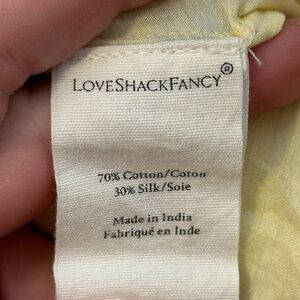 LoveShackFancy®
70% Cotton/Coton
30% Silk/Soie
Made in India
Fabriqué en Inde